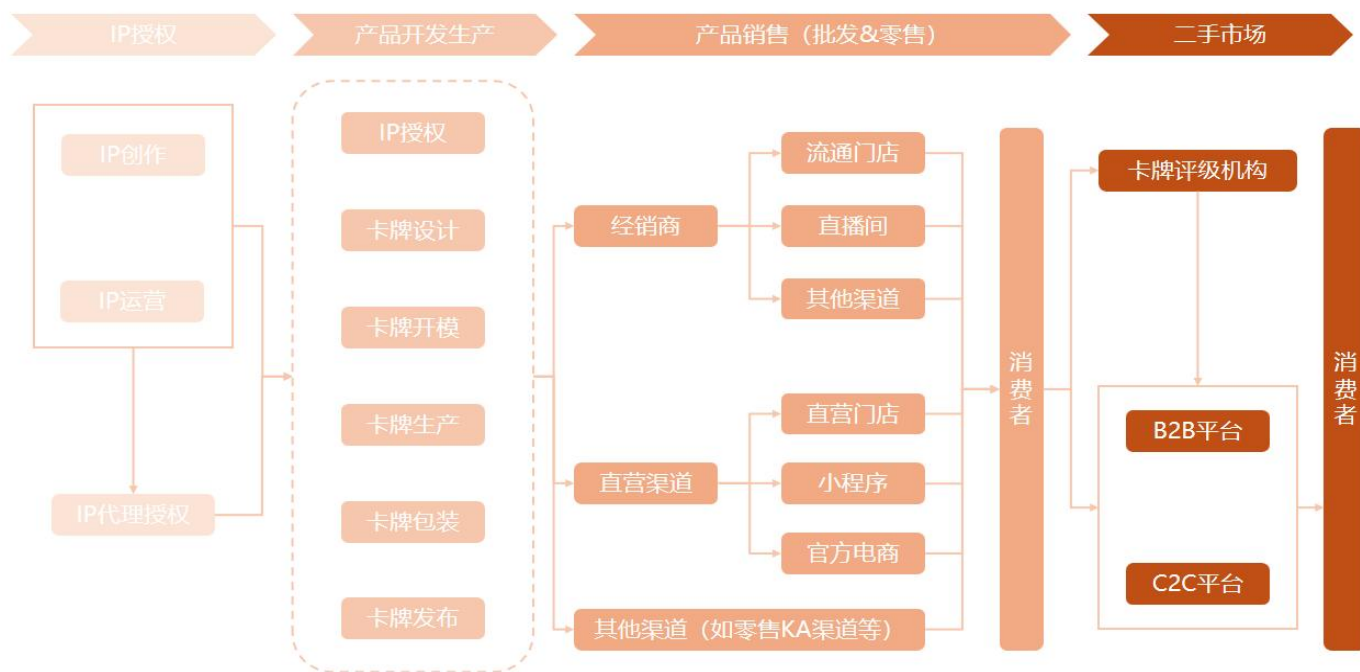 IP授权
产品开发生产
产品销售（批发&零售）
二手市场
IP创作
IP运营
IP代理授权
IP授权
卡牌设计
卡牌开模
卡牌生产
卡牌包装
卡牌发布
经销商
流通门店
直播间
其他渠道
直营渠道
直营门店
小程序
官方电商
其他渠道（如零售KA渠道等）
消费者
卡牌评级机构
B2B平台
C2C平台
消费者